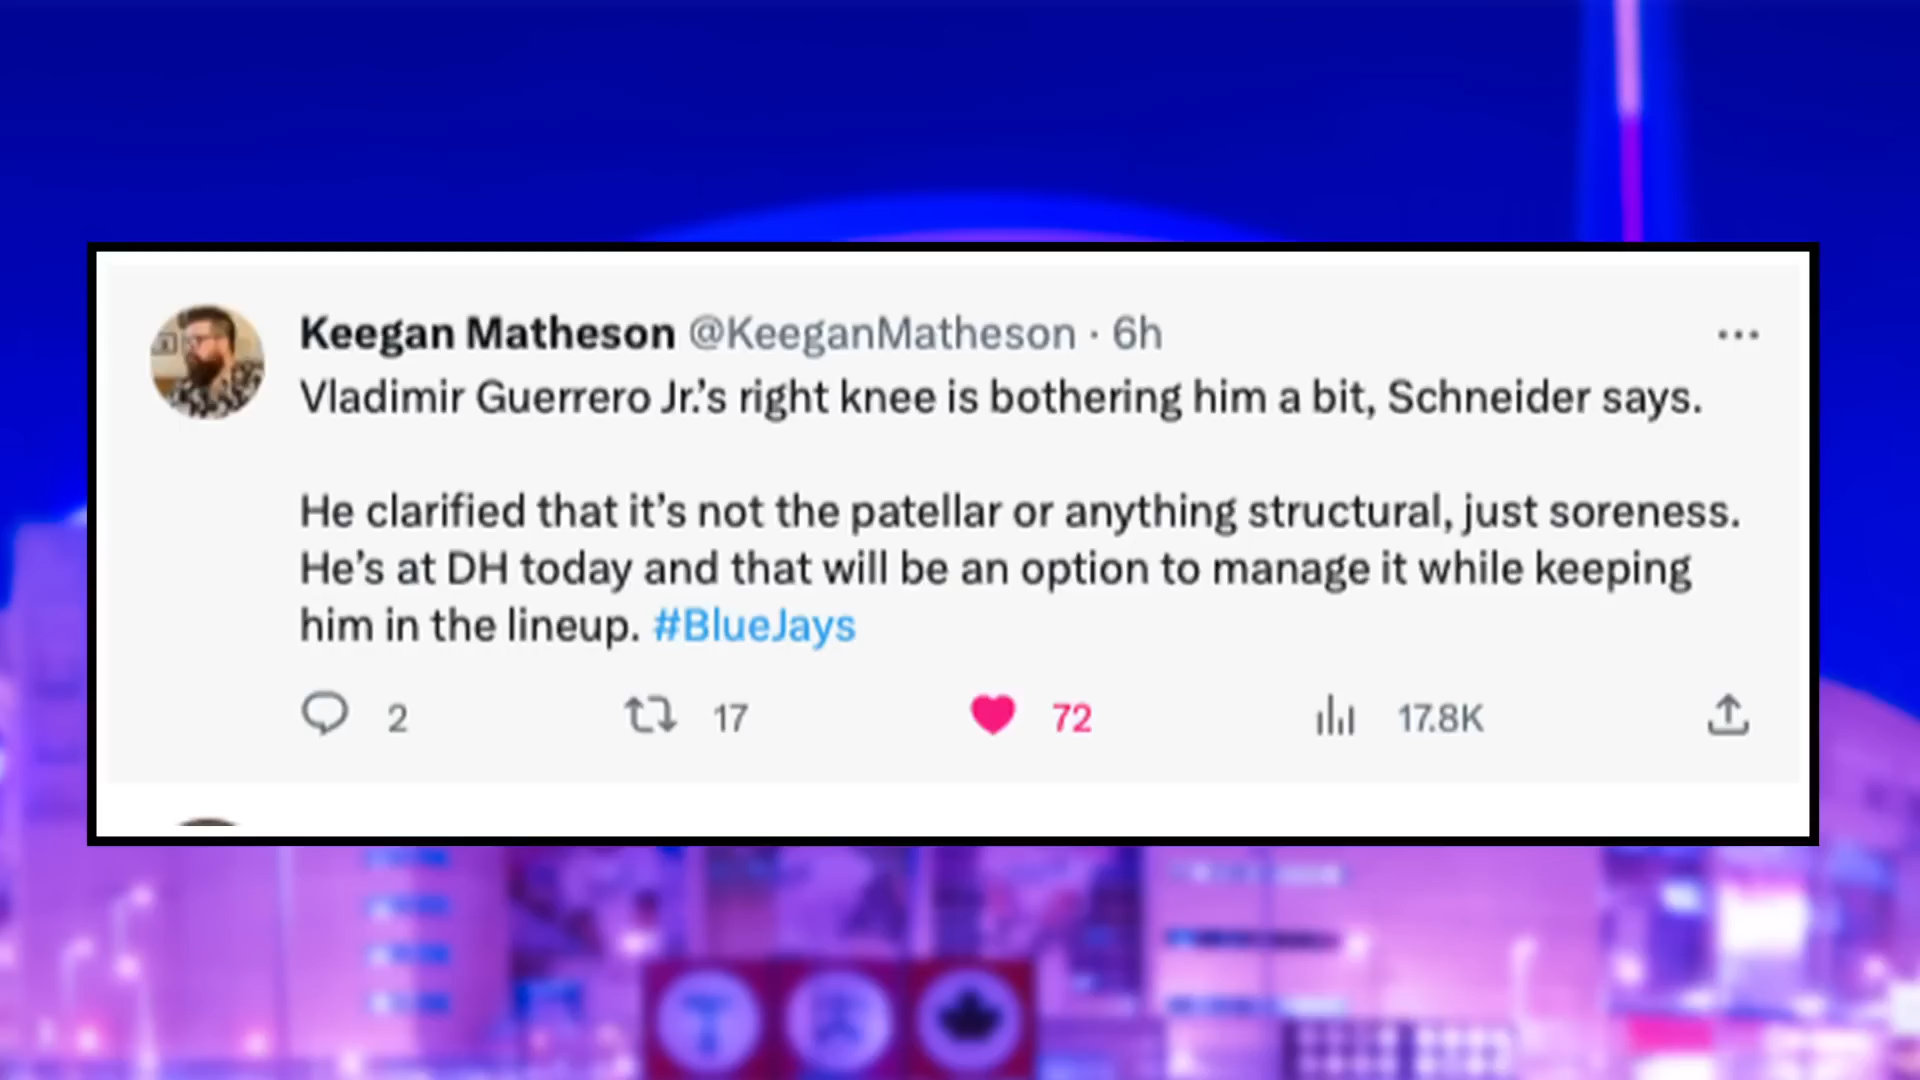 Keegan Matheson @KeeganMatheson · 6h
Vladimir Guerrero Jr.'s right knee is bothering him a bit, Schneider says.
He clarified that it’s not the patellar or anything structural, just soreness.
He’s at DH today and that will be an option to manage it while keeping
him in the lineup. #BlueJays
2 17 72 17.8K